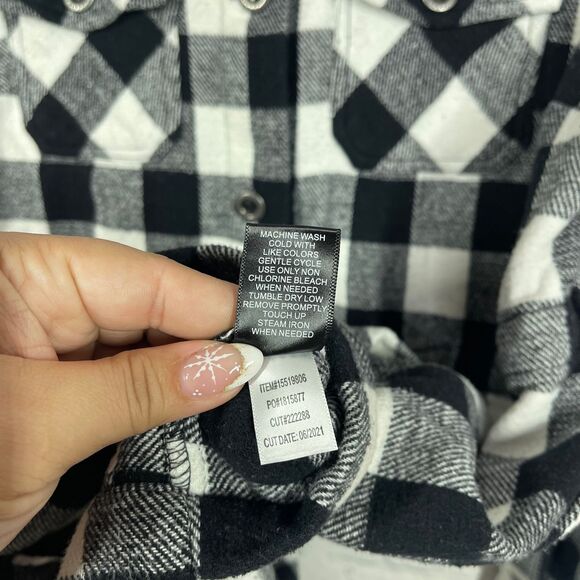 MACHINE WASH
COLD WITH
LIKE COLORS
GENTLE CYCLE
USE ONLY NON
CHLORINE BLEACH
WHEN NEEDED
TUMBLE DRY LOW
REMOVE PROMPTLY
TOUCH UP
STEAM IRON
WHEN NEEDED
ITEM#15519806
PO#1815877
CUT#222288
CUT DATE: 06/2021